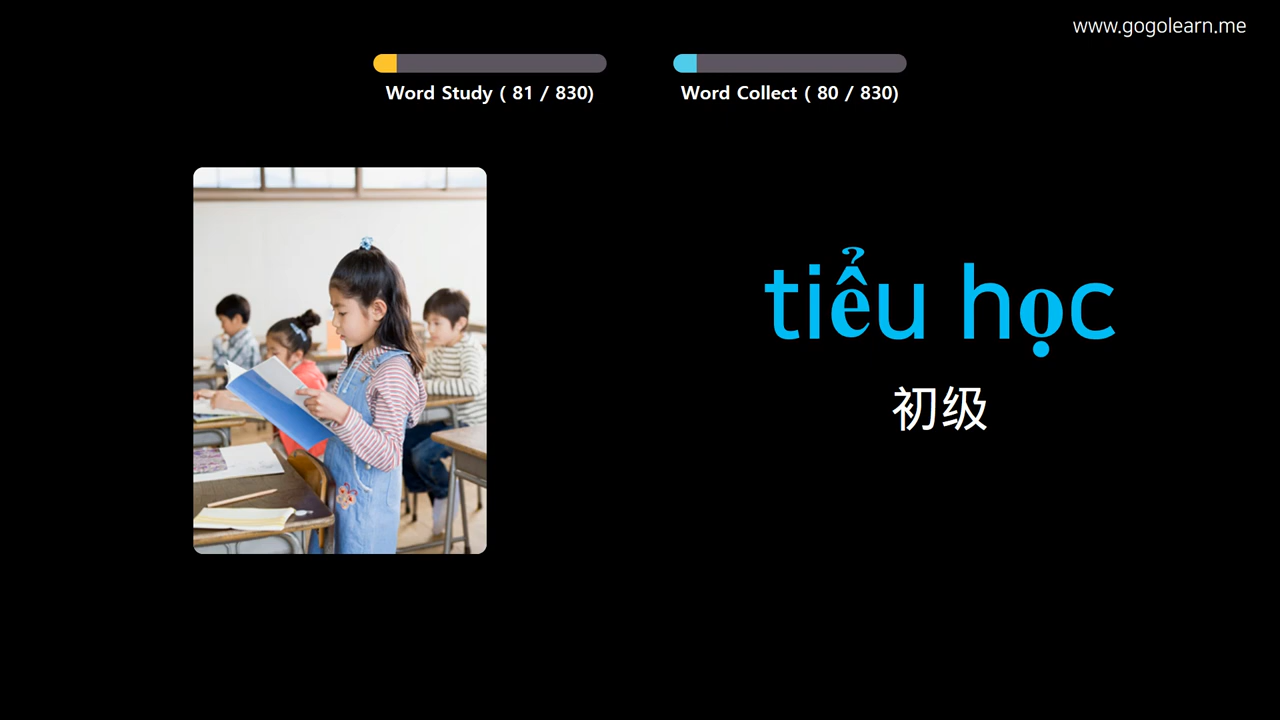 www.gogolearn.me
Word Study ( 81 / 830)
Word Collect ( 80 / 830)
tiểu học
初级